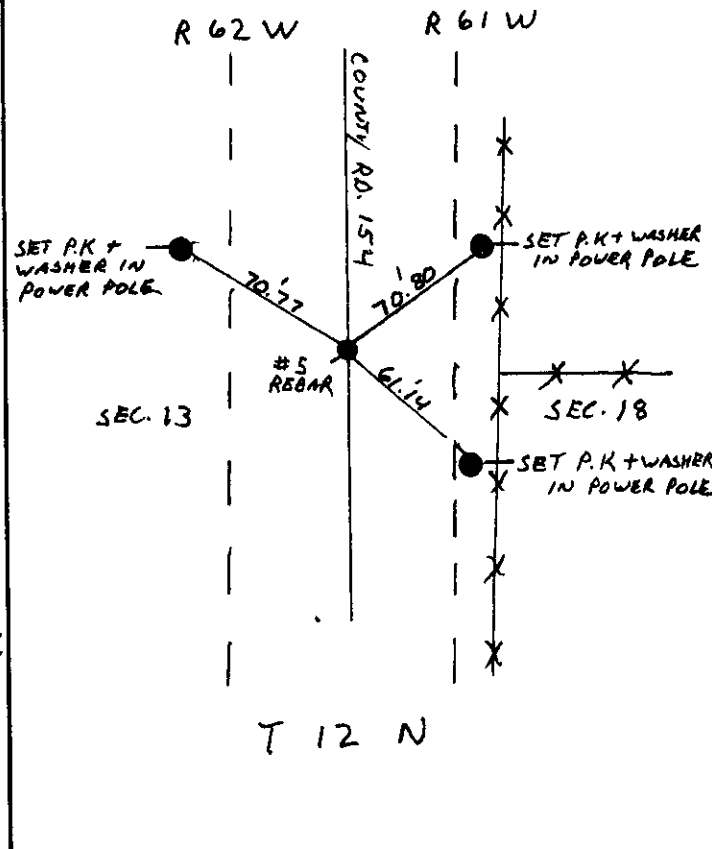 R 62 W
R 61 W
COUNTY RD. 154
SET P.K +
WASHER IN
POWER POLE
SET P.K + WASHER
IN POWER POLE
70.'77
70.'80
#5
REBAR
61.'14
SEC. 13
SEC. 18
SET P.K + WASHER
IN POWER POLE
T 12 N